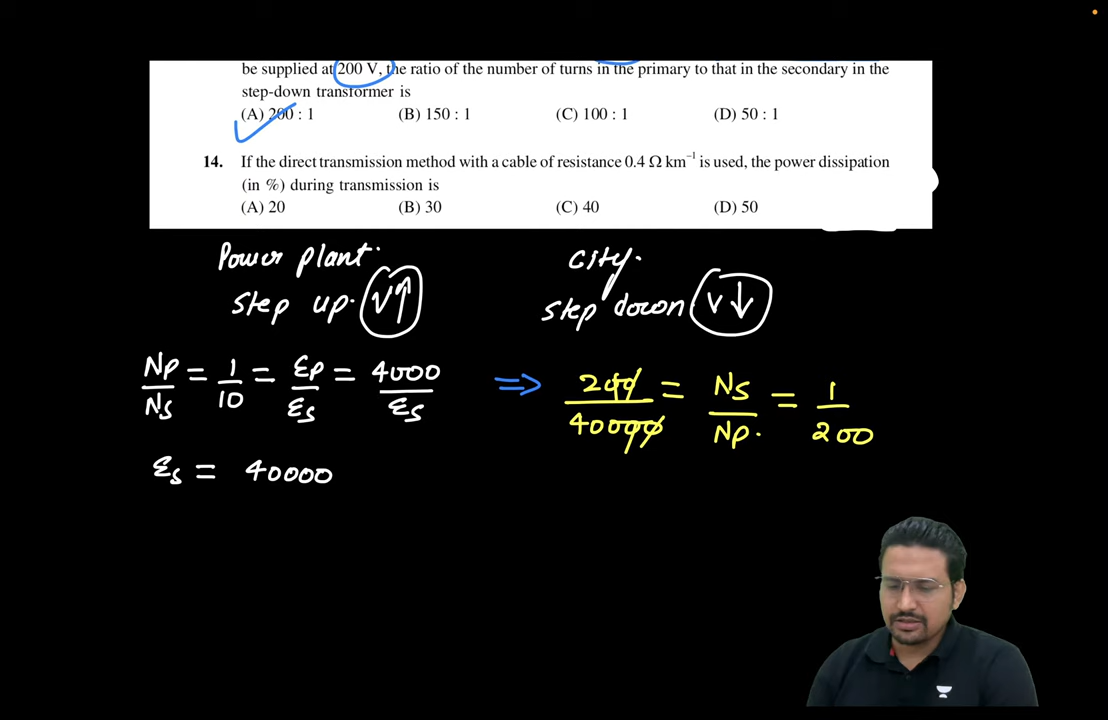 be supplied at 200 V, the ratio of the number of turns in the primary to that in the secondary in the
step-down transformer is
(A) 200 : 1 (B) 150 : 1 (C) 100 : 1 (D) 50 : 1
14. If the direct transmission method with a cable of resistance 0.4 Ω km⁻¹ is used, the power dissipation
(in %) during transmission is
(A) 20 (B) 30 (C) 40 (D) 50
Power plant. City.
Step up. V↑ Step down V↓
Np/Ns = 1/10 = εp/εs = 4000/εs ⇒ 200/40000 = Ns/Np. = 1/200
εs = 40000